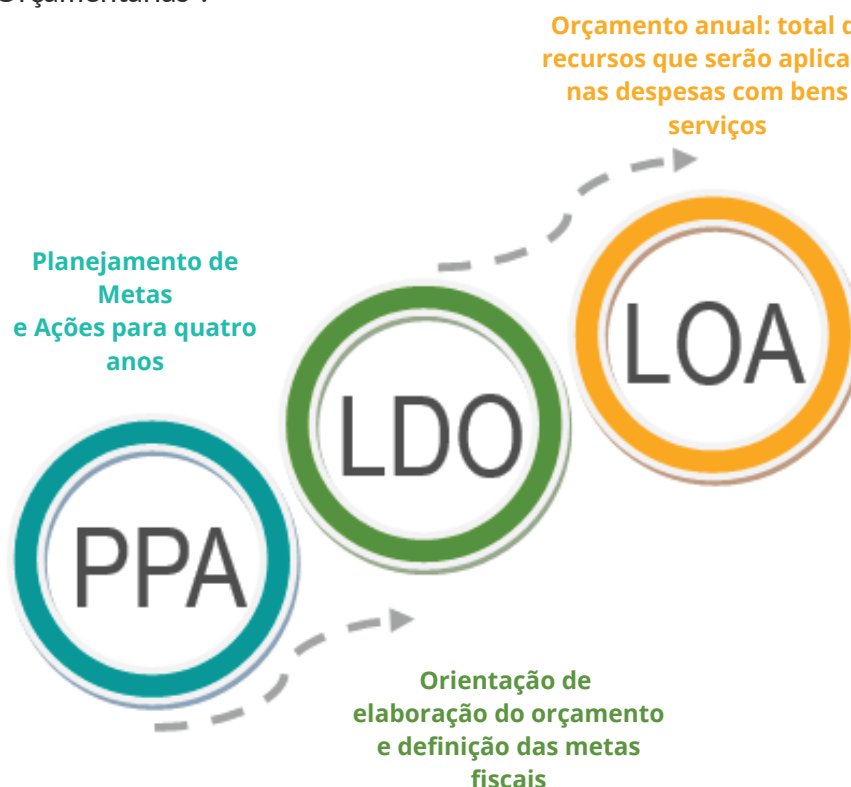 Orçamentárias".
Orçamento anual: total
recursos que serão
nas despesas com bens
serviços
LOA
Planejamento de
Metas
e Ações para quatro
anos
LDO
PPA
Orientação de
elaboração do orçamento
e definição das metas
fiscais